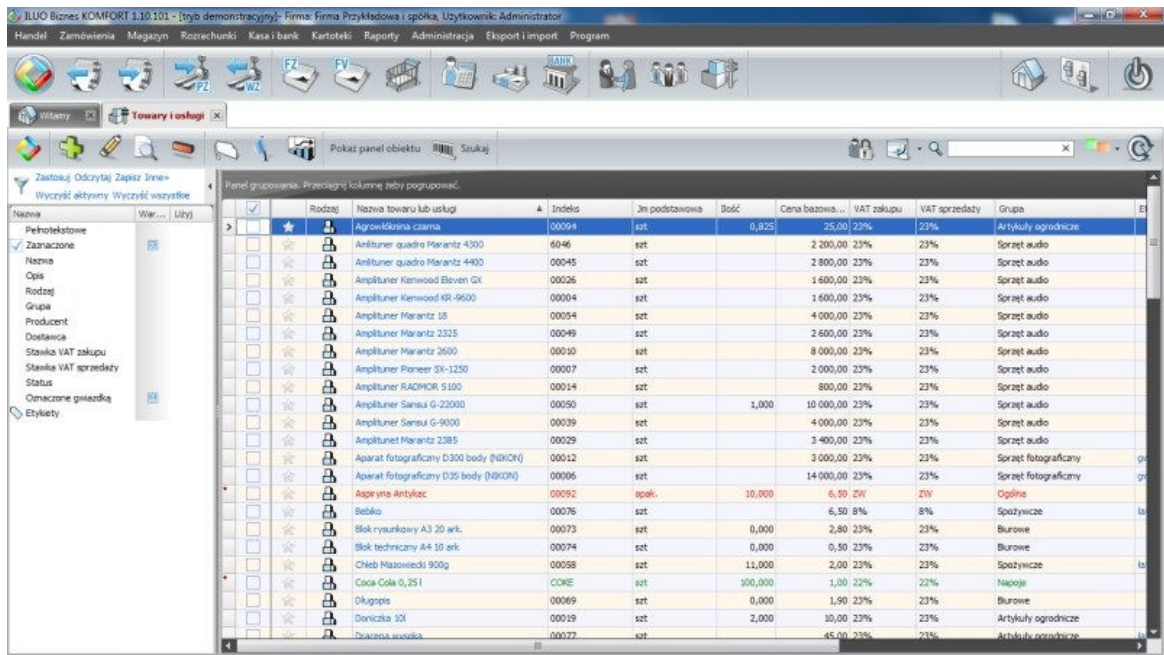 ILUO Biznes KOMFORT 1.10.101 - [tryb demonstracyjny]- Firma: Firma Przykładowa i spółka, Użytkownik: Administrator
Handel Zamówienia Magazyn Rozrachunki Kasa i bank Kartoteki Raporty Administracja Eksport i import Program
PZ WZ FZ FV BANK
Witamy Towary i usługi
Pokaż panel obiektu Szukaj
Zastosuj Odczytaj Zapisz Inne
Wyczyść aktywny Wyczyść wszystkie
Panel grupowania. Przeciągnij kolumnę żeby pogrupować.
Nazwa War... Użyj
Pełnotekstowe
Zaznaczone
Nazwa
Opis
Rodzaj
Grupa
Producent
Dostawca
Stawka VAT zakupu
Stawka VAT sprzedaży
Status
Oznaczone gwiazdką
Etykiety
Rodzaj Nazwa towaru lub usługi Indeks Jm podstawowa Ilość Cena bazowa... VAT zakupu VAT sprzedaży Grupa
Agrowłóknina czarna 00094 szt 0,825 25,00 23% 23% Artykuły ogrodnicze
Amlituner quadro Marantz 4300 6046 szt 2 200,00 23% 23% Sprzęt audio
Amlituner quadro Marantz 4400 00045 szt 2 800,00 23% 23% Sprzęt audio
Amplituner Kenwood Eleven GX 00026 szt 1 600,00 23% 23% Sprzęt audio
Amplituner Kenwood KR-9600 00004 szt 1 600,00 23% 23% Sprzęt audio
Amplituner Marantz 18 00054 szt 4 000,00 23% 23% Sprzęt audio
Amplituner Marantz 2325 00049 szt 2 600,00 23% 23% Sprzęt audio
Amplituner Marantz 2600 00010 szt 8 000,00 23% 23% Sprzęt audio
Amplituner Pioneer SX-1250 00007 szt 2 000,00 23% 23% Sprzęt audio
Amplituner RADMOR 5100 00014 szt 800,00 23% 23% Sprzęt audio
Amplituner Sansui G-22000 00050 szt 1,000 10 000,00 23% 23% Sprzęt audio
Amplituner Sansui G-9000 00039 szt 4 000,00 23% 23% Sprzęt audio
Amplitunet Marantz 2385 00029 szt 3 400,00 23% 23% Sprzęt audio
Aparat fotograficzny D300 body (NIKON) 00012 szt 3 000,00 23% 23% Sprzęt fotograficzny
Aparat fotograficzny D3S body (NIKON) 00006 szt 14 000,00 23% 23% Sprzęt fotograficzny
Aspiryna Antykac 00092 opak. 10,000 6,50 ZW ZW Ogólna
Bebiko 00076 szt 6,50 8% 8% Spożywcze
Blok rysunkowy A3 20 ark. 00073 szt 0,000 2,80 23% 23% Biurowe
Blok techniczny A4 10 ark 00074 szt 0,000 0,50 23% 23% Biurowe
Chleb Mazowiecki 900g 00058 szt 11,000 2,00 23% 23% Spożywcze
Coca Cola 0,25 l COKE szt 100,000 1,00 22% 22% Napoje
Długopis 00069 szt 0,000 1,90 23% 23% Biurowe
Doniczka 10l 00019 szt 2,000 10,00 23% 23% Artykuły ogrodnicze
Dracena wysoka 00077 szt 45,00 23% 23% Artykuły ogrodnicze